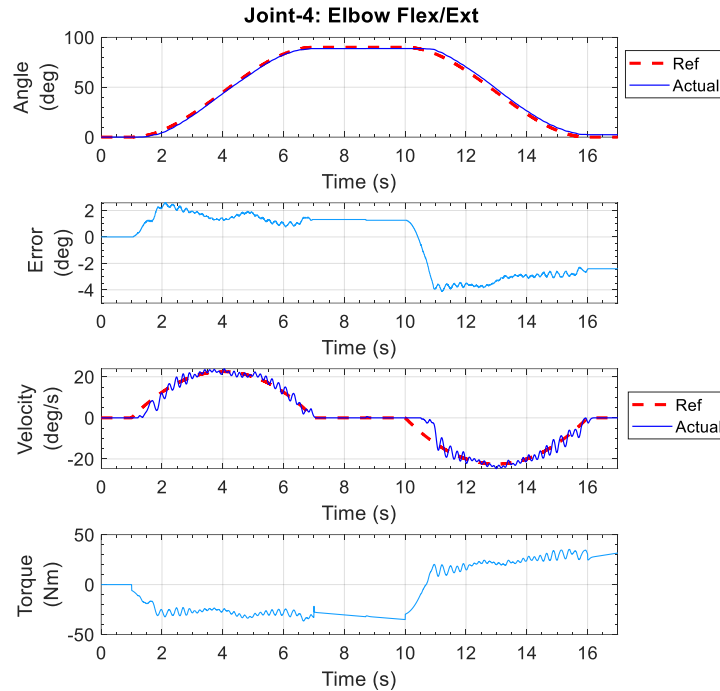 Joint-4: Elbow Flex/Ext
100
50
0
Angle
(deg)
0 2 4 6 8 10 12 14 16
Time (s)
Ref
Actual
2
0
-2
-4
Error
(deg)
0 2 4 6 8 10 12 14 16
Time (s)
20
0
-20
Velocity
(deg/s)
0 2 4 6 8 10 12 14 16
Time (s)
Ref
Actual
50
0
-50
Torque
(Nm)
0 2 4 6 8 10 12 14 16
Time (s)